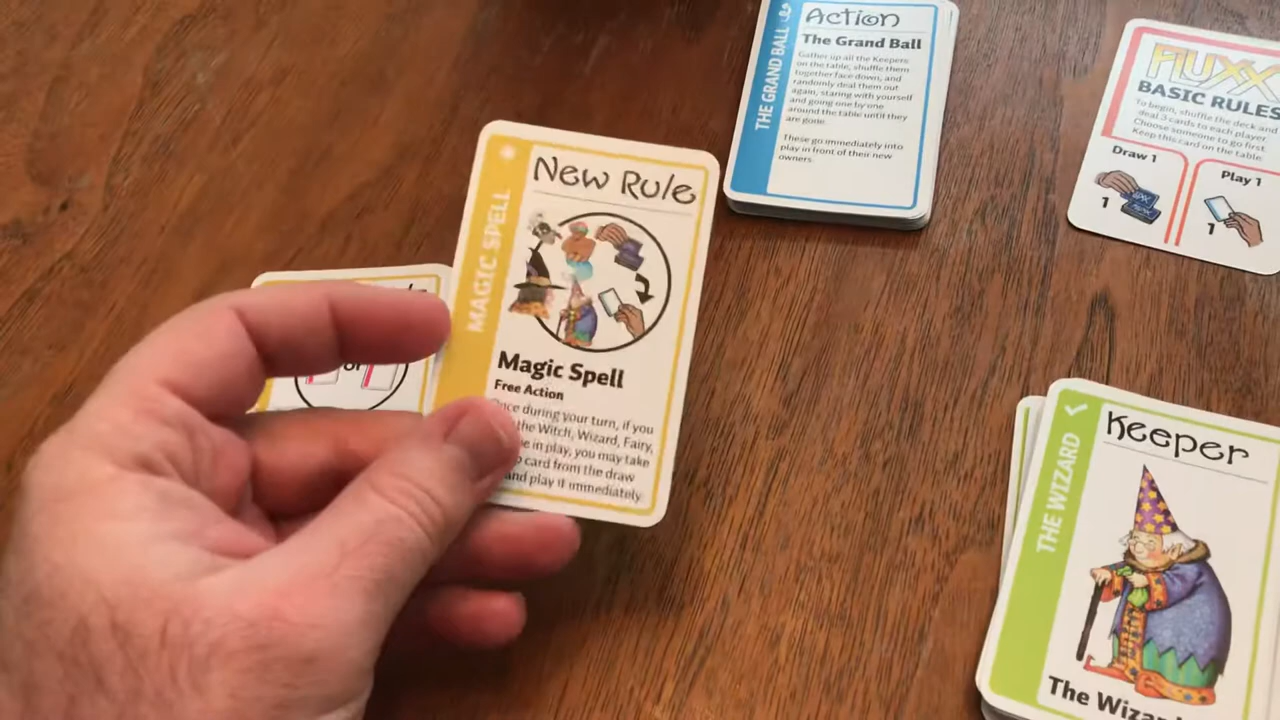 THE GRAND BALL
Action
The Grand Ball
Gather up all the Keepers
on the table, shuffle them
together face down, and
randomly deal them out
again, staring with yourself
and going one by one
around the table until they
are gone.
These go immediately into
play in front of their new
owners.
FLUXX
BASIC RULES
To begin, shuffle the deck and
deal 3 cards to each player.
Choose someone to go first.
Keep this card on the table.
Draw 1
1
Play 1
1
MAGIC SPELL
New Rule
Magic Spell
Free Action
Once during your turn, if you
the Witch, Wizard, Fairy,
in play, you may take
card from the draw
and play it immediately.
or
THE WIZARD
Keeper
The